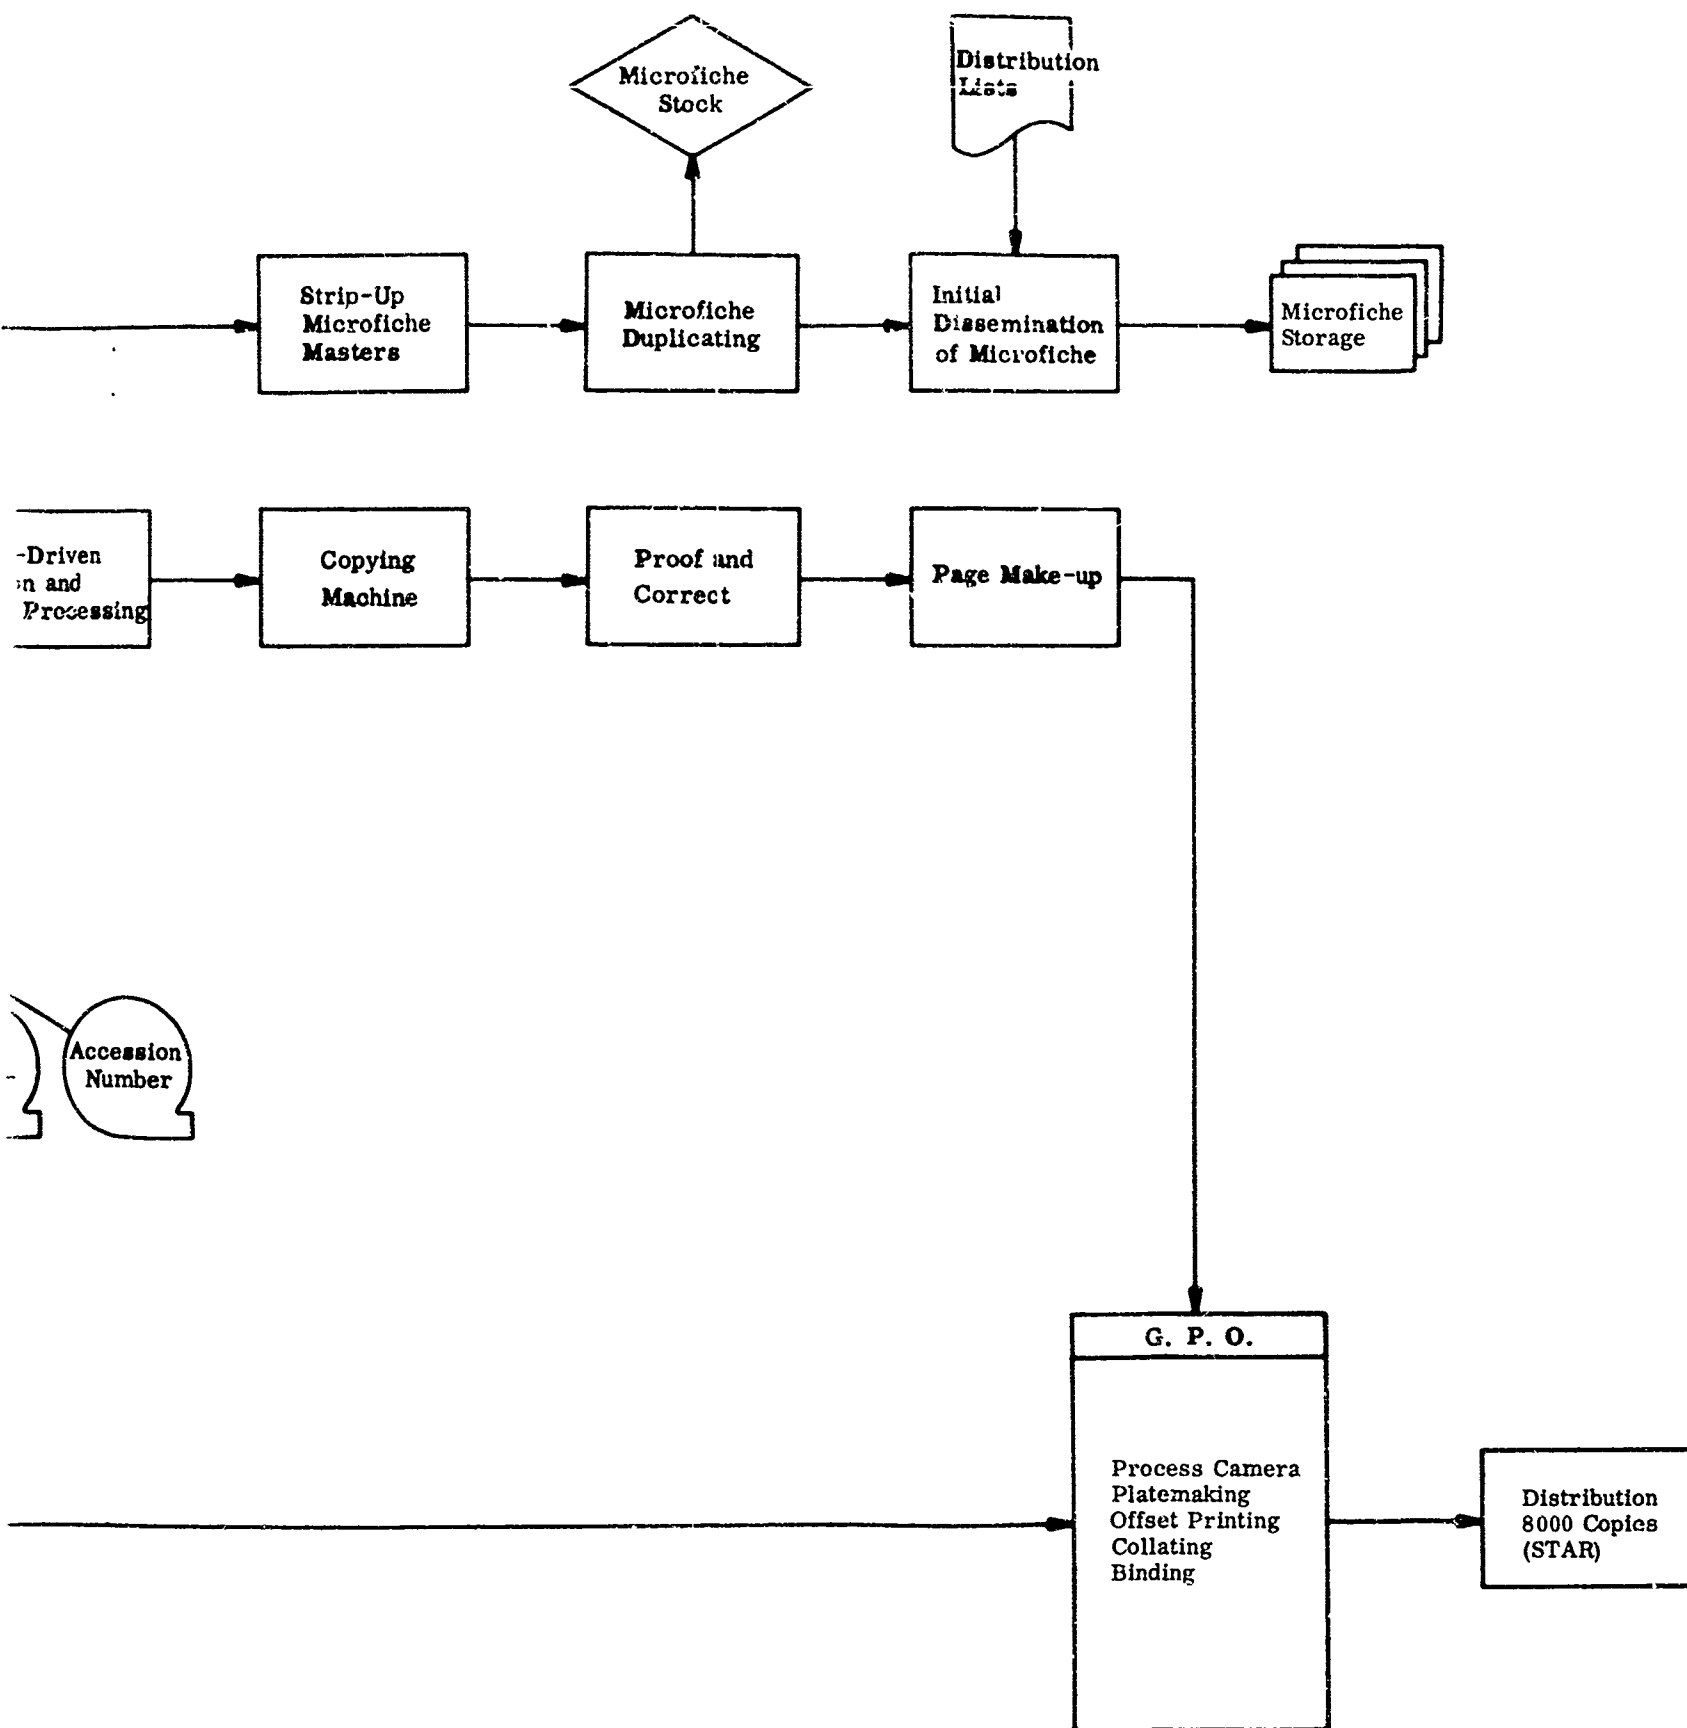 Microfiche
Stock
Distribution
Lists
Strip-Up
Microfiche
Masters
Microfiche
Duplicating
Initial
Dissemination
of Microfiche
Microfiche
Storage
-Driven
n and
Processing
Copying
Machine
Proof and
Correct
Page Make-up
Accession
Number
G. P. O.
Process Camera
Platemaking
Offset Printing
Collating
Binding
Distribution
8000 Copies
(STAR)